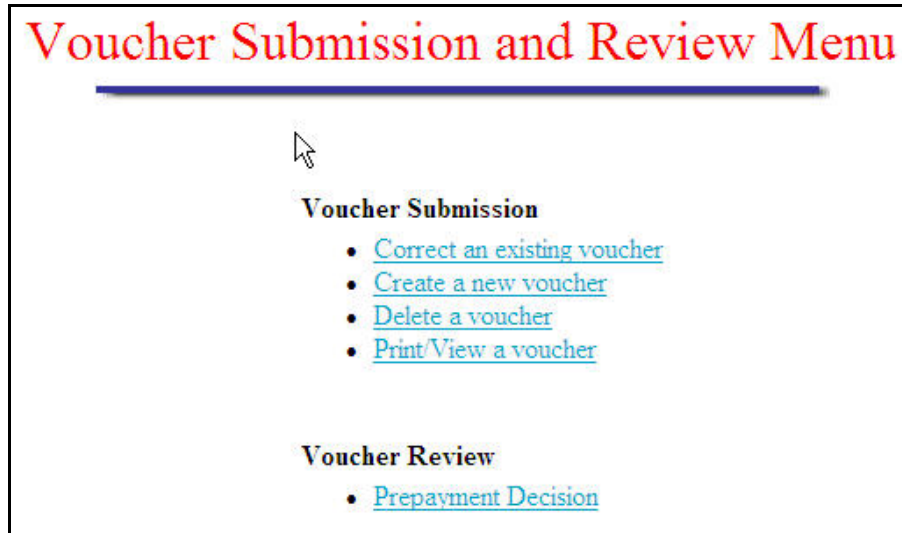 Voucher Submission and Review Menu
Voucher Submission
Correct an existing voucher
Create a new voucher
Delete a voucher
Print/View a voucher
Voucher Review
Prepayment Decision